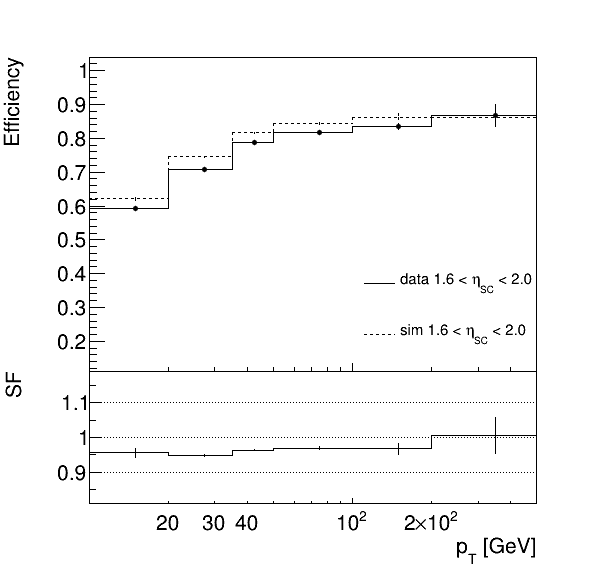 Efficiency
1
0.9
0.8
0.7
0.6
0.5
0.4
0.3
0.2
data 1.6 < η_SC < 2.0
sim 1.6 < η_SC < 2.0
SF
1.1
1
0.9
20 30 40 10² 2×10²
p_T [GeV]